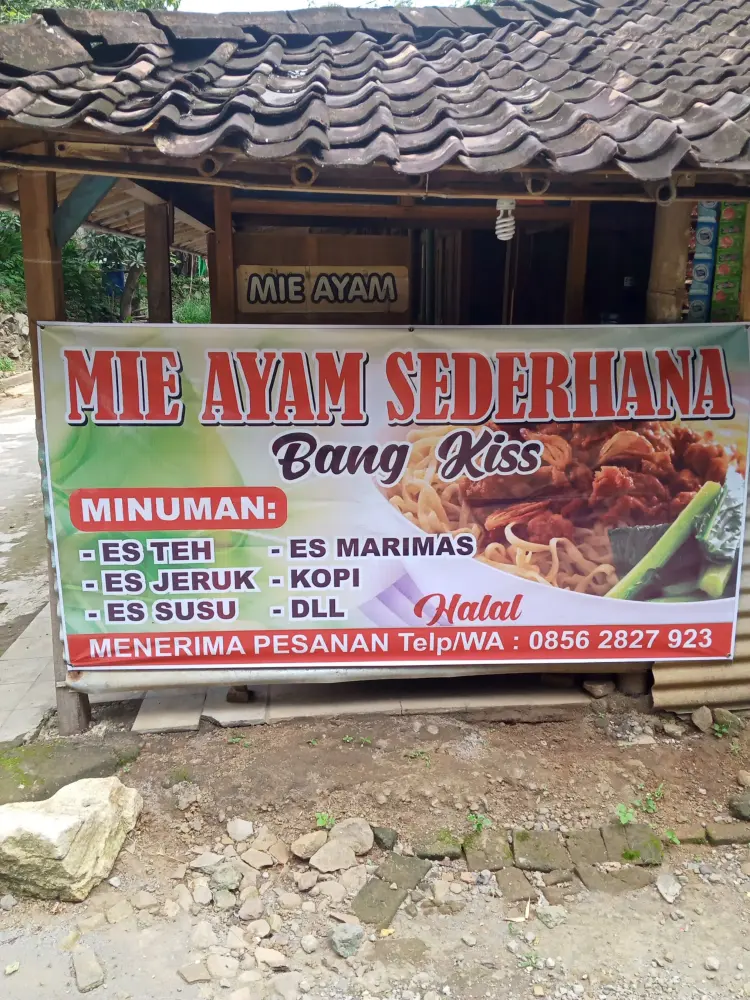 MIE AYAM
MIE AYAM SEDERHANA
Bang Kiss
MINUMAN:
- ES TEH - ES MARIMAS
- ES JERUK - KOPI
- ES SUSU - DLL
Halal
MENERIMA PESANAN Telp/WA : 0856 2827 923